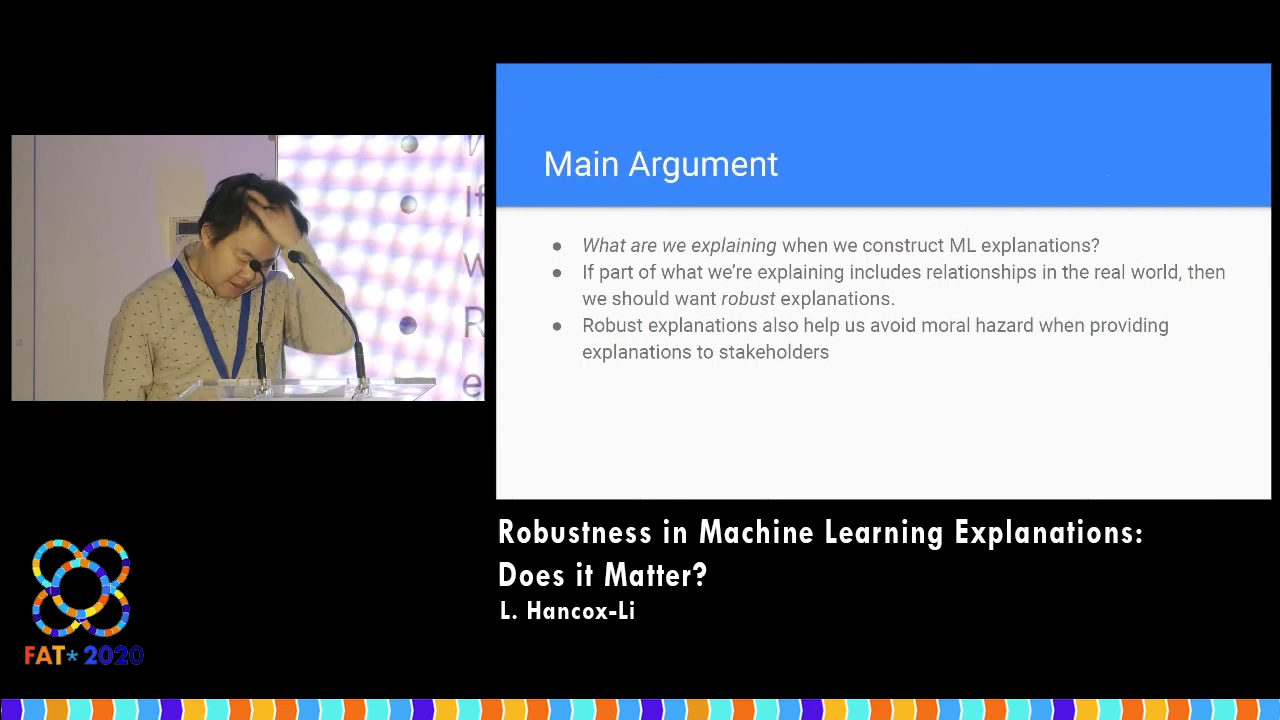 Main Argument
● What are we explaining when we construct ML explanations?
● If part of what we're explaining includes relationships in the real world, then
we should want robust explanations.
● Robust explanations also help us avoid moral hazard when providing
explanations to stakeholders
If
w
R
e
Robustness in Machine Learning Explanations:
Does it Matter?
L. Hancox-Li
FAT* 2020